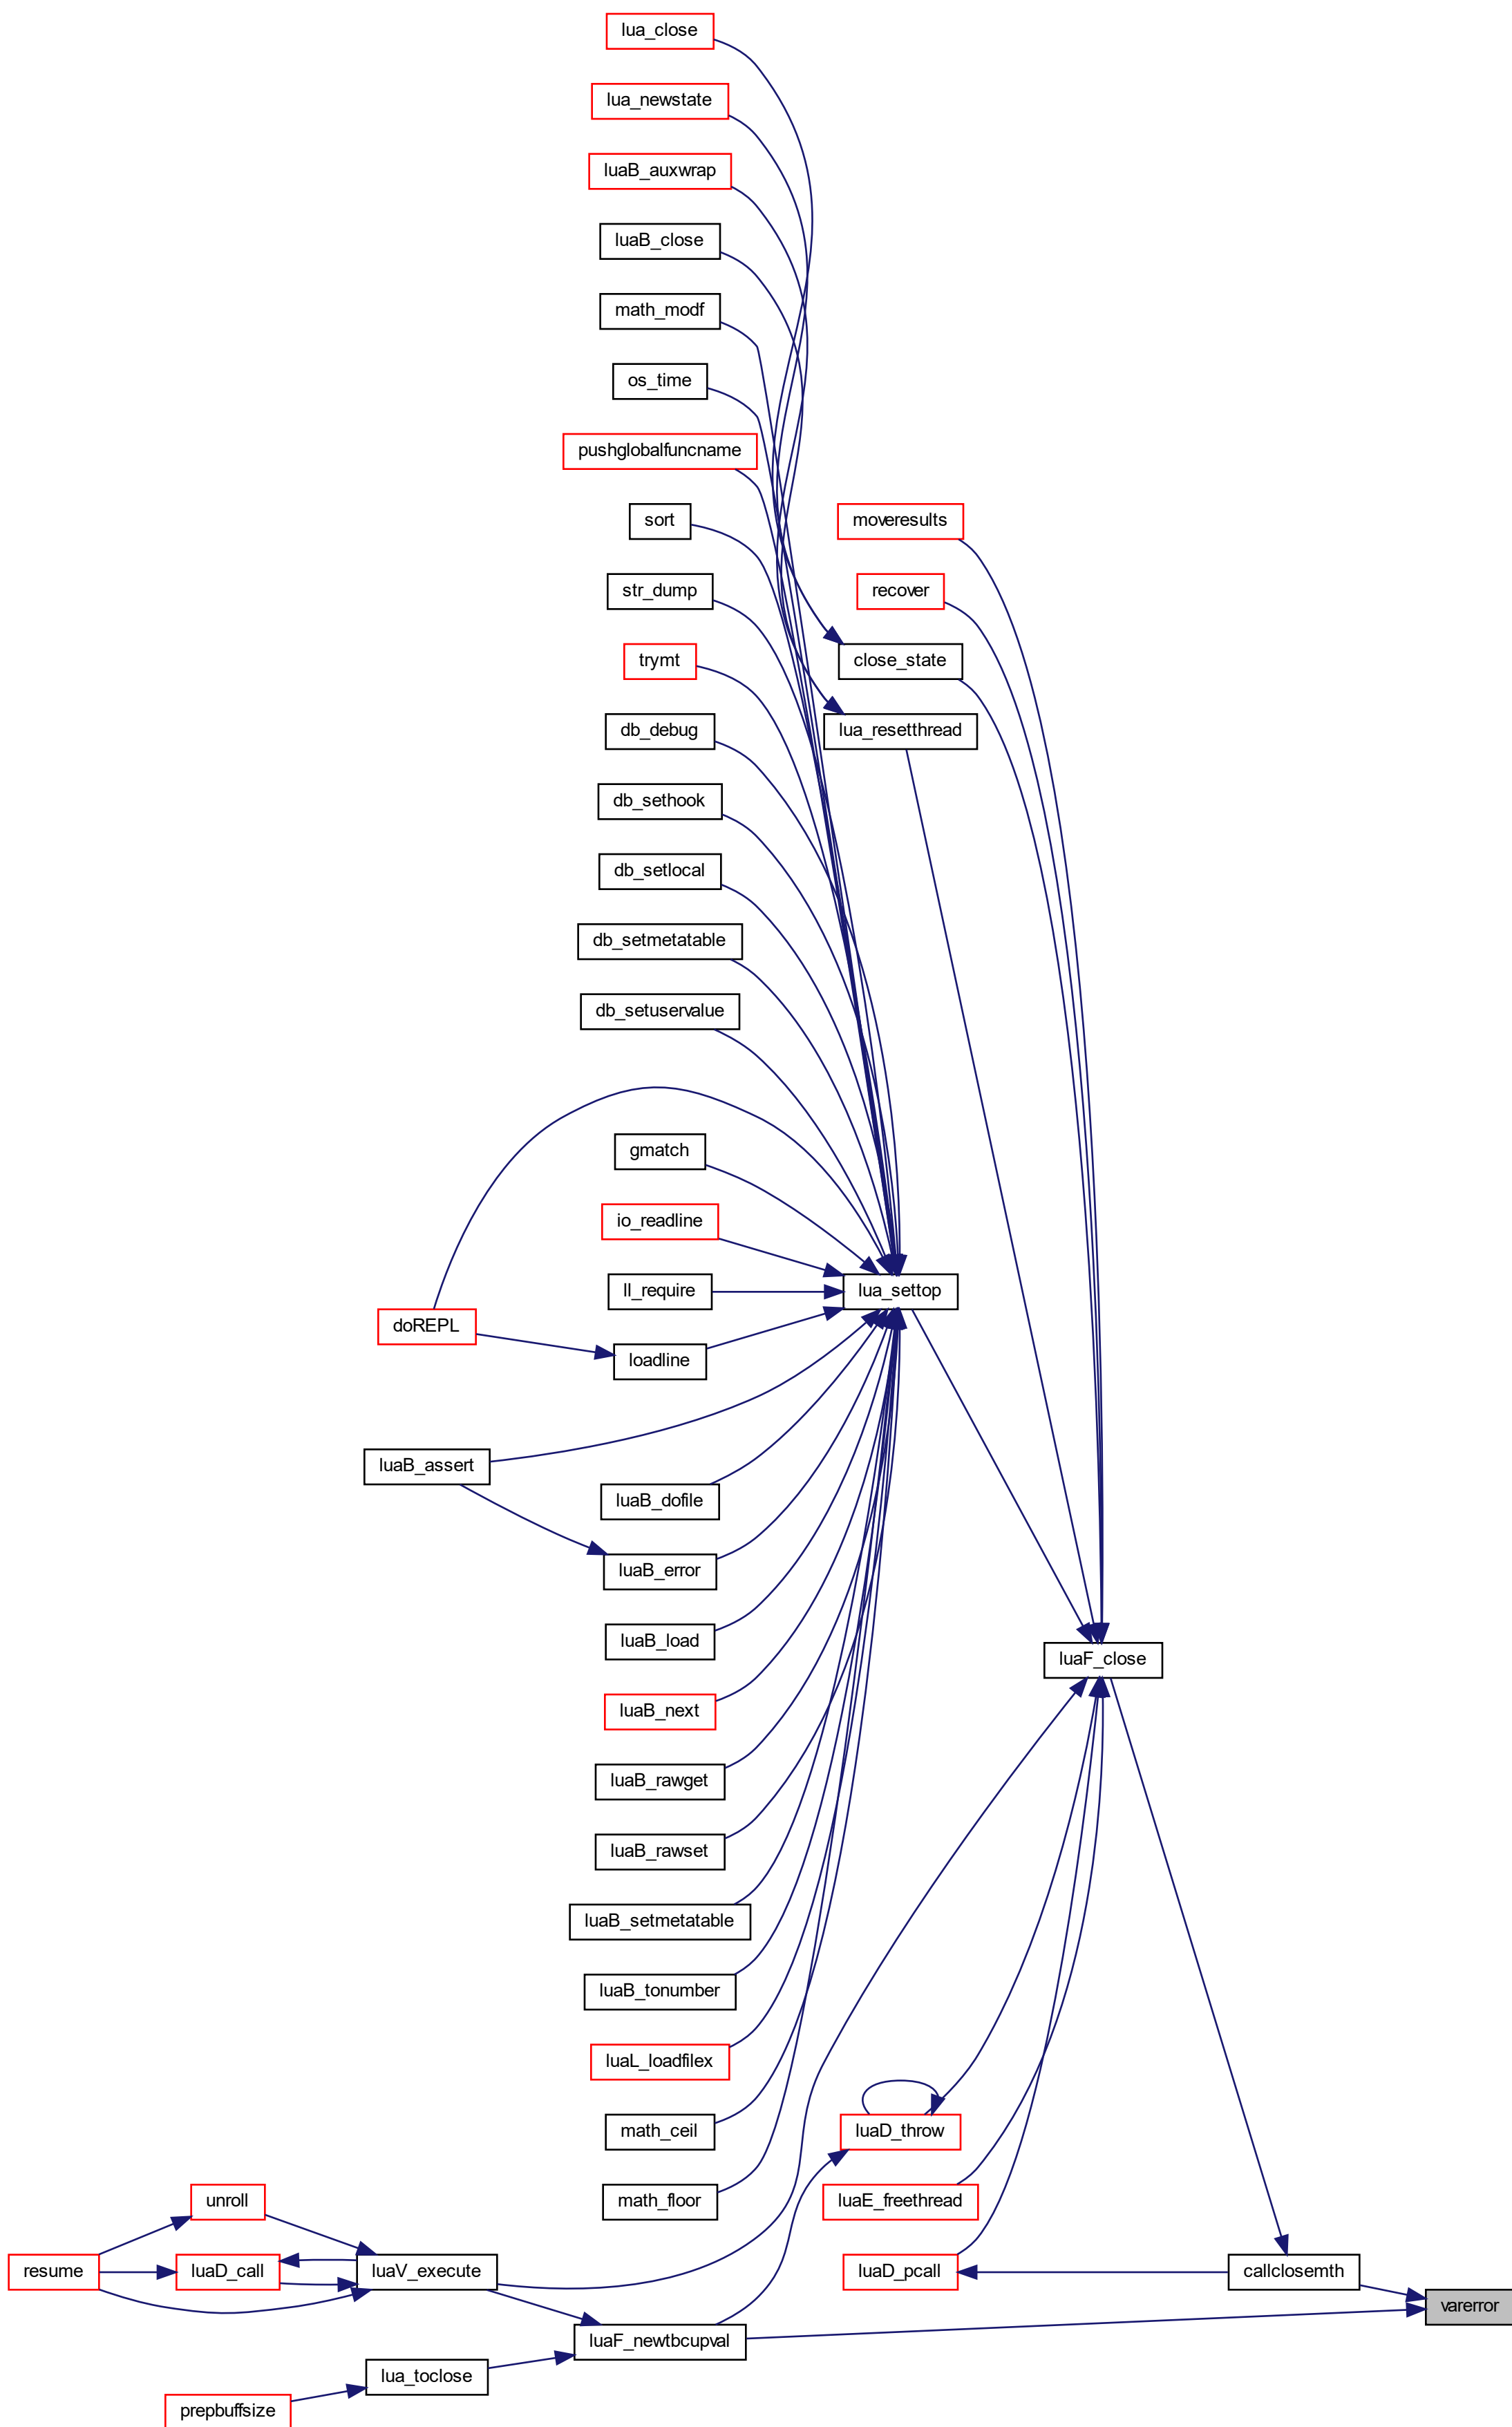 lua_close
lua_newstate
luaB_auxwrap
luaB_close
math_modf
os_time
pushglobalfuncname
sort
moveresults
str_dump
recover
trymt
close_state
db_debug
lua_resetthread
db_sethook
db_setlocal
db_setmetatable
db_setuservalue
gmatch
io_readline
ll_require
lua_settop
doREPL
loadline
luaB_assert
luaB_dofile
luaB_error
luaB_load
luaF_close
luaB_next
luaB_rawget
luaB_rawset
luaB_setmetatable
luaB_tonumber
luaL_loadfilex
math_ceil
luaD_throw
math_floor
luaE_freethread
unroll
resume
luaD_call
luaV_execute
luaD_pcall
callclosemth
varerror
luaF_newtbcupval
lua_toclose
prepbuffsize